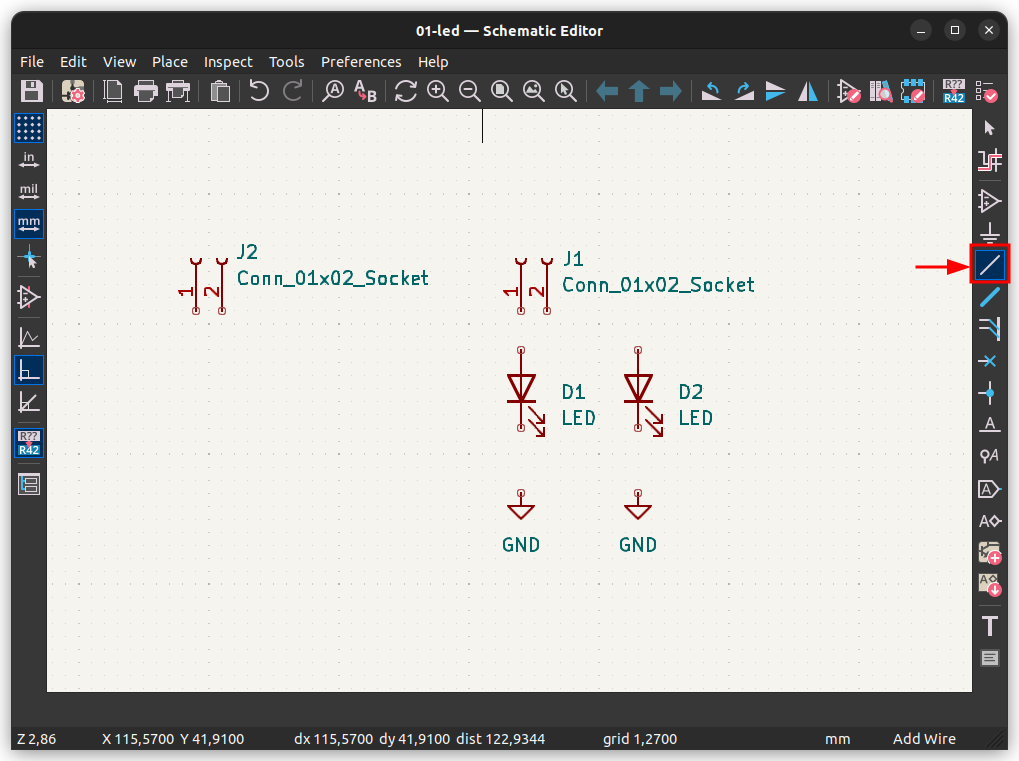 01-led — Schematic Editor
File Edit View Place Inspect Tools Preferences Help
A
A B
R??
R42
in
mil
mm
R??
R42
J2
Conn_01x02_Socket
1 2
J1
Conn_01x02_Socket
1 2
D1
LED
D2
LED
GND
GND
A
A
A
A
A
T
Z 2,86 X 115,5700 Y 41,9100 dx 115,5700 dy 41,9100 dist 122,9344 grid 1,2700 mm Add Wire